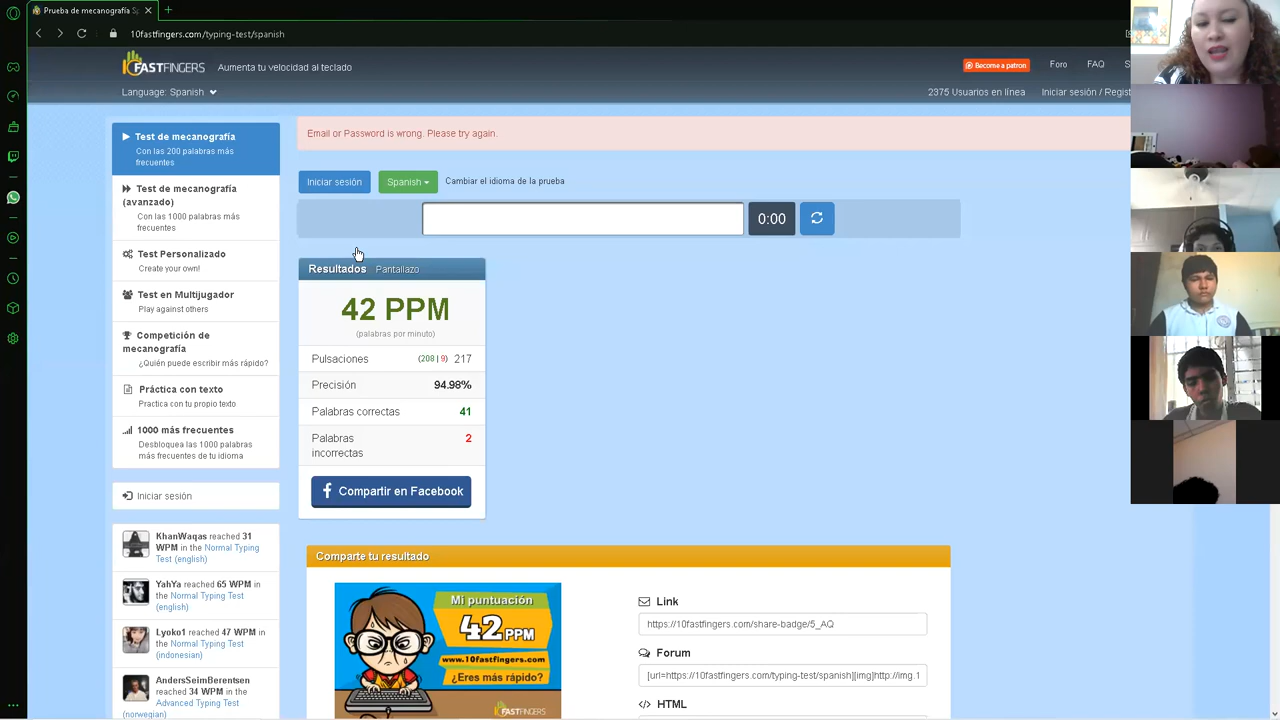 Prueba de mecanografía S
10fastfingers.com/typing-test/spanish
10FASTFINGERS
Aumenta tu velocidad al teclado
Become a patron
Foro
FAQ
Language: Spanish
2375 Usuarios en línea
Iniciar sesión / Regist
Test de mecanografía
Con las 200 palabras más
frecuentes
Test de mecanografía
(avanzado)
Con las 1000 palabras más
frecuentes
Test Personalizado
Create your own!
Test en Multijugador
Play against others
Competición de
mecanografía
¿Quién puede escribir más rápido?
Práctica con texto
Practica con tu propio texto
1000 más frecuentes
Desbloquea las 1000 palabras
más frecuentes de tu idioma
Iniciar sesión
KhanWaqas reached 31
WPM in the Normal Typing
Test (english)
YahYa reached 65 WPM in
the Normal Typing Test
(english)
Lyoko1 reached 47 WPM in
the Normal Typing Test
(indonesian)
AndersSeimBerentsen
reached 34 WPM in the
Advanced Typing Test
(norwegian)
Email or Password is wrong. Please try again.
Iniciar sesión
Spanish
Cambiar el idioma de la prueba
0:00
Resultados Pantallazo
42 PPM
(palabras por minuto)
Pulsaciones (208 | 9) 217
Precisión 94.98%
Palabras correctas 41
Palabras
incorrectas 2
Compartir en Facebook
Comparte tu resultado
Mi puntuación
42 PPM
www.10fastfingers.com
¿Eres más rápido?
10FASTFINGERS
Link
https://10fastfingers.com/share-badge/5_AQ
Forum
[url=https://10fastfingers.com/typing-test/spanish][img]http://img.1
HTML